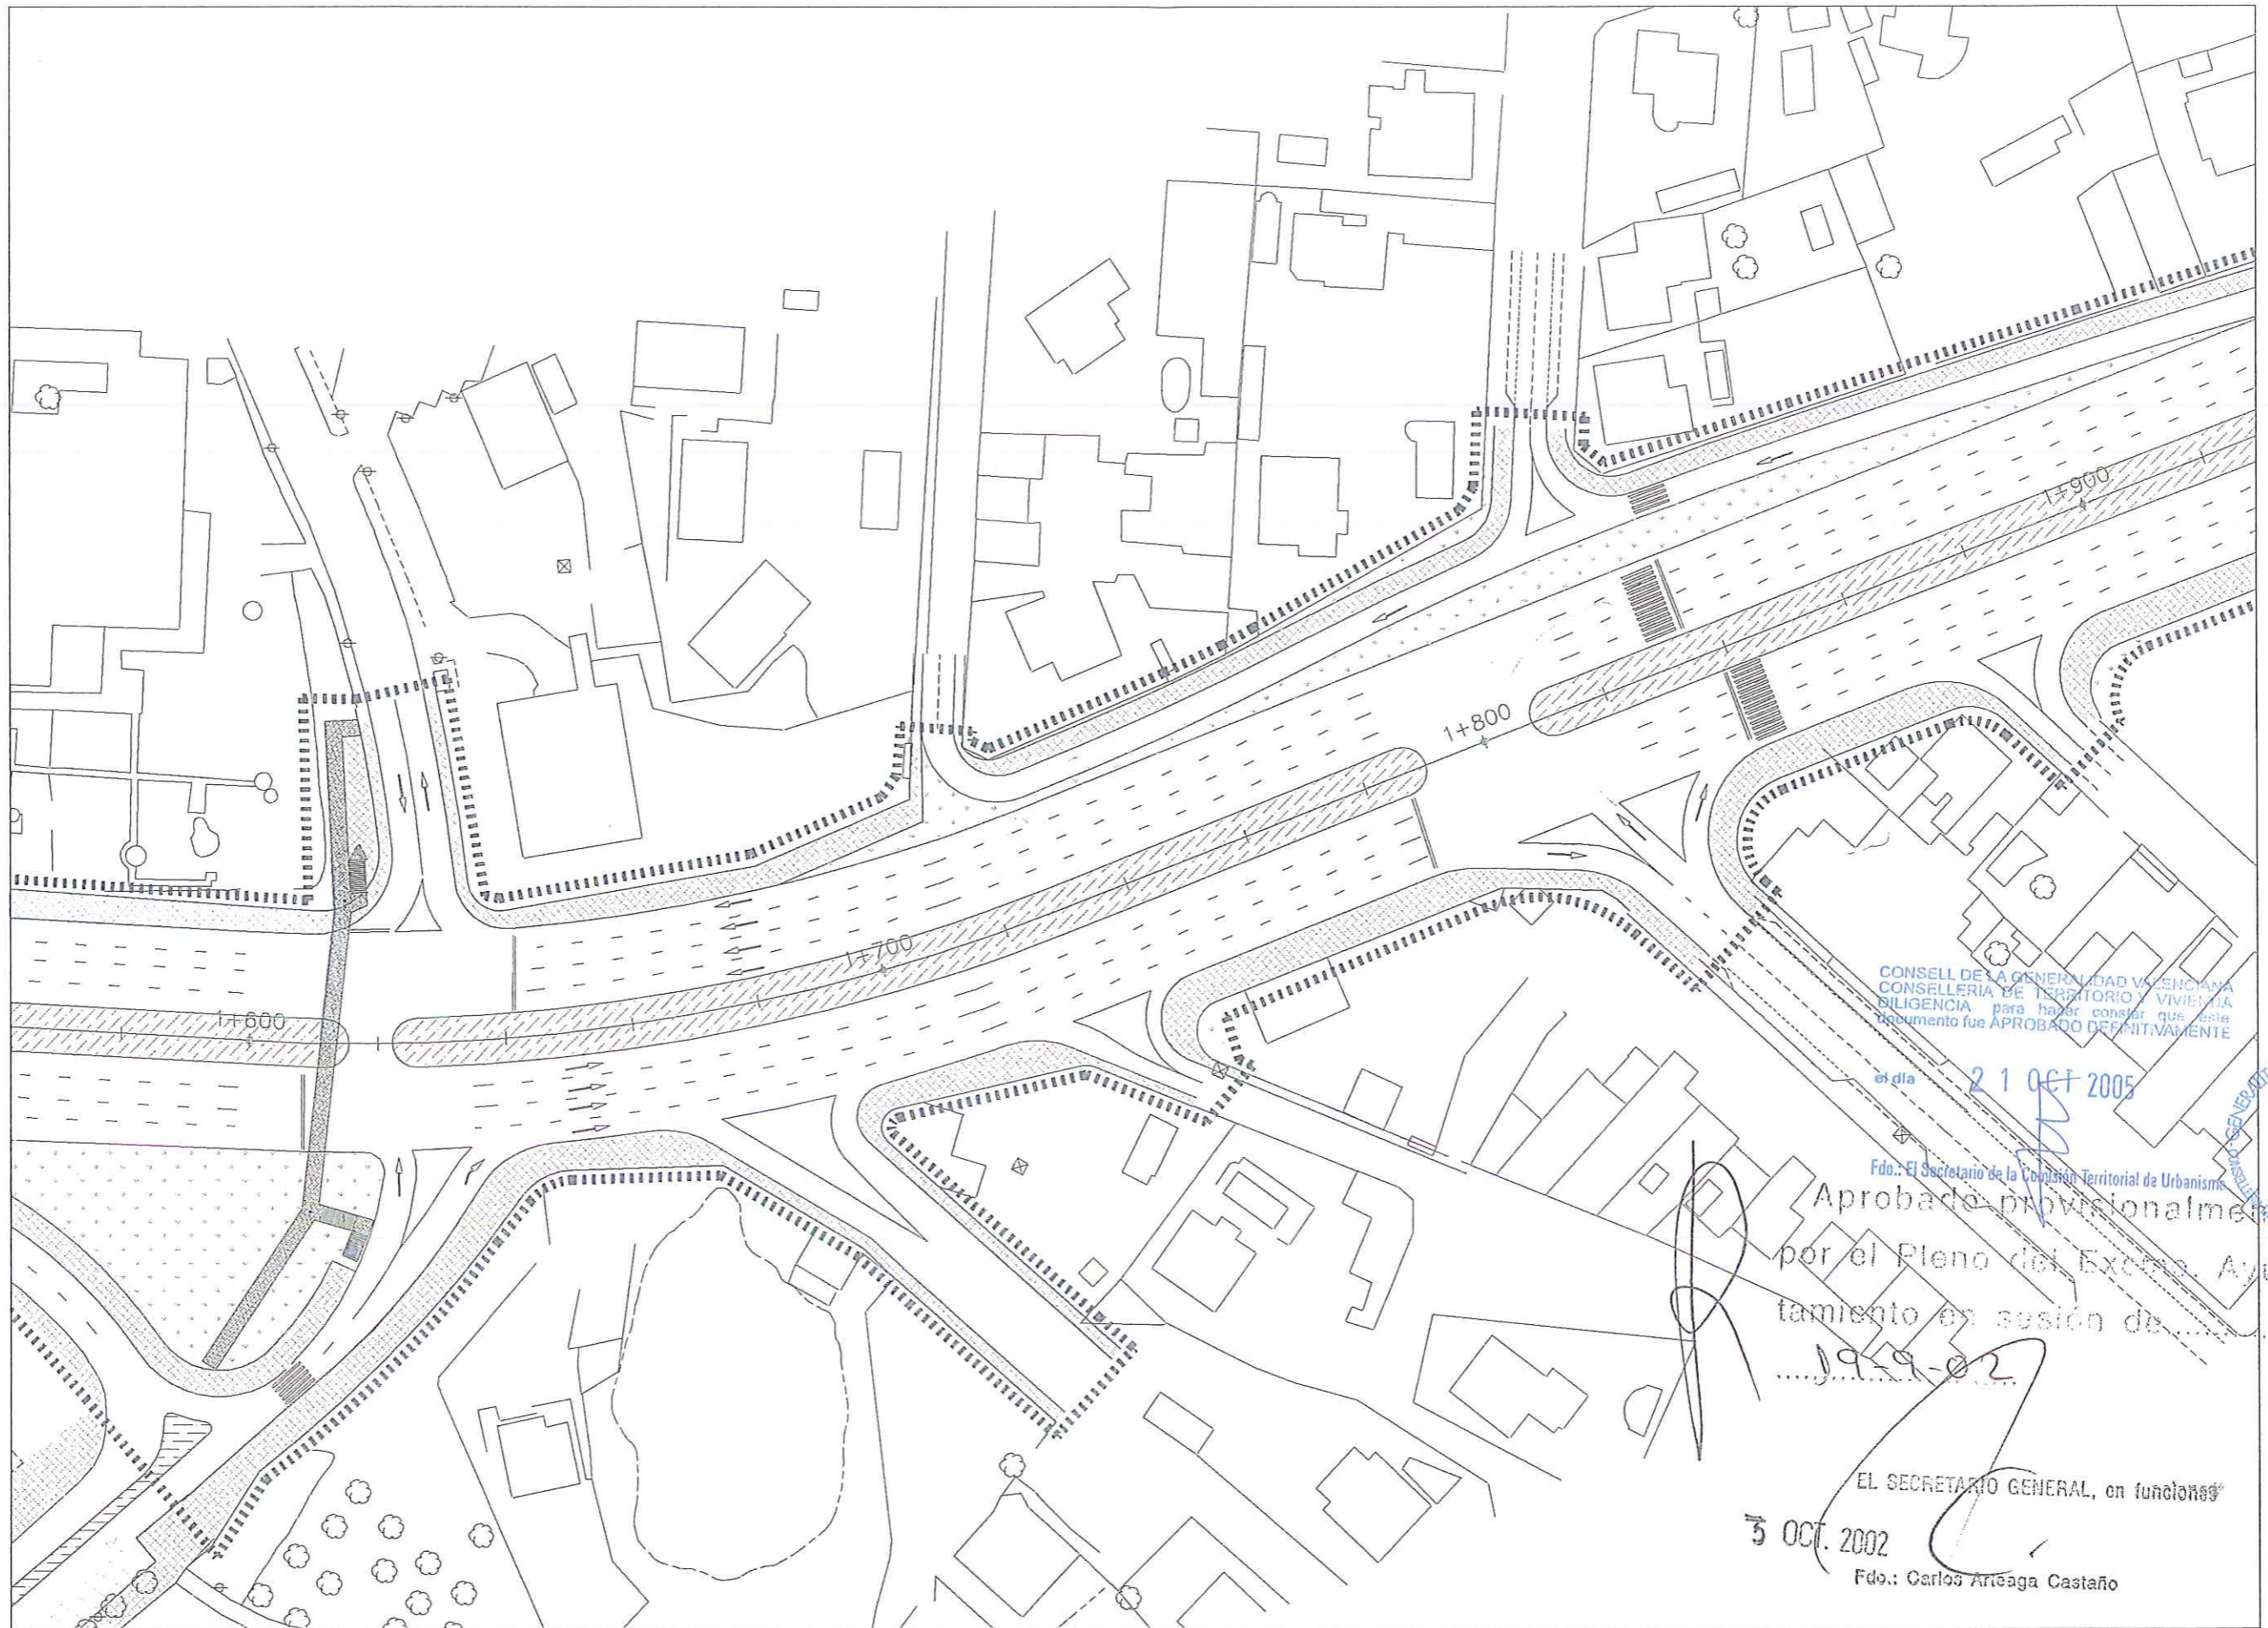 1+900
1+800
1+700
1+600
CONSELL DE LA GENERALIDAD VALENCIANA
CONSELLERIA DE TERRITORIO Y VIVIENDA
DILIGENCIA para hacer constar que este
documento fue APROBADO DEFINITIVAMENTE
el día 21 OCT 2005
Fdo.: El Secretario de la Comisión Territorial de Urbanismo
Aprobado provisionalmen
por el Pleno del Excmo. Ayu
tamiento en sesión de..........
....19-9-02....
EL SECRETARIO GENERAL, en funciones
3 OCT. 2002
Fdo.: Carlos Arteaga Castaño